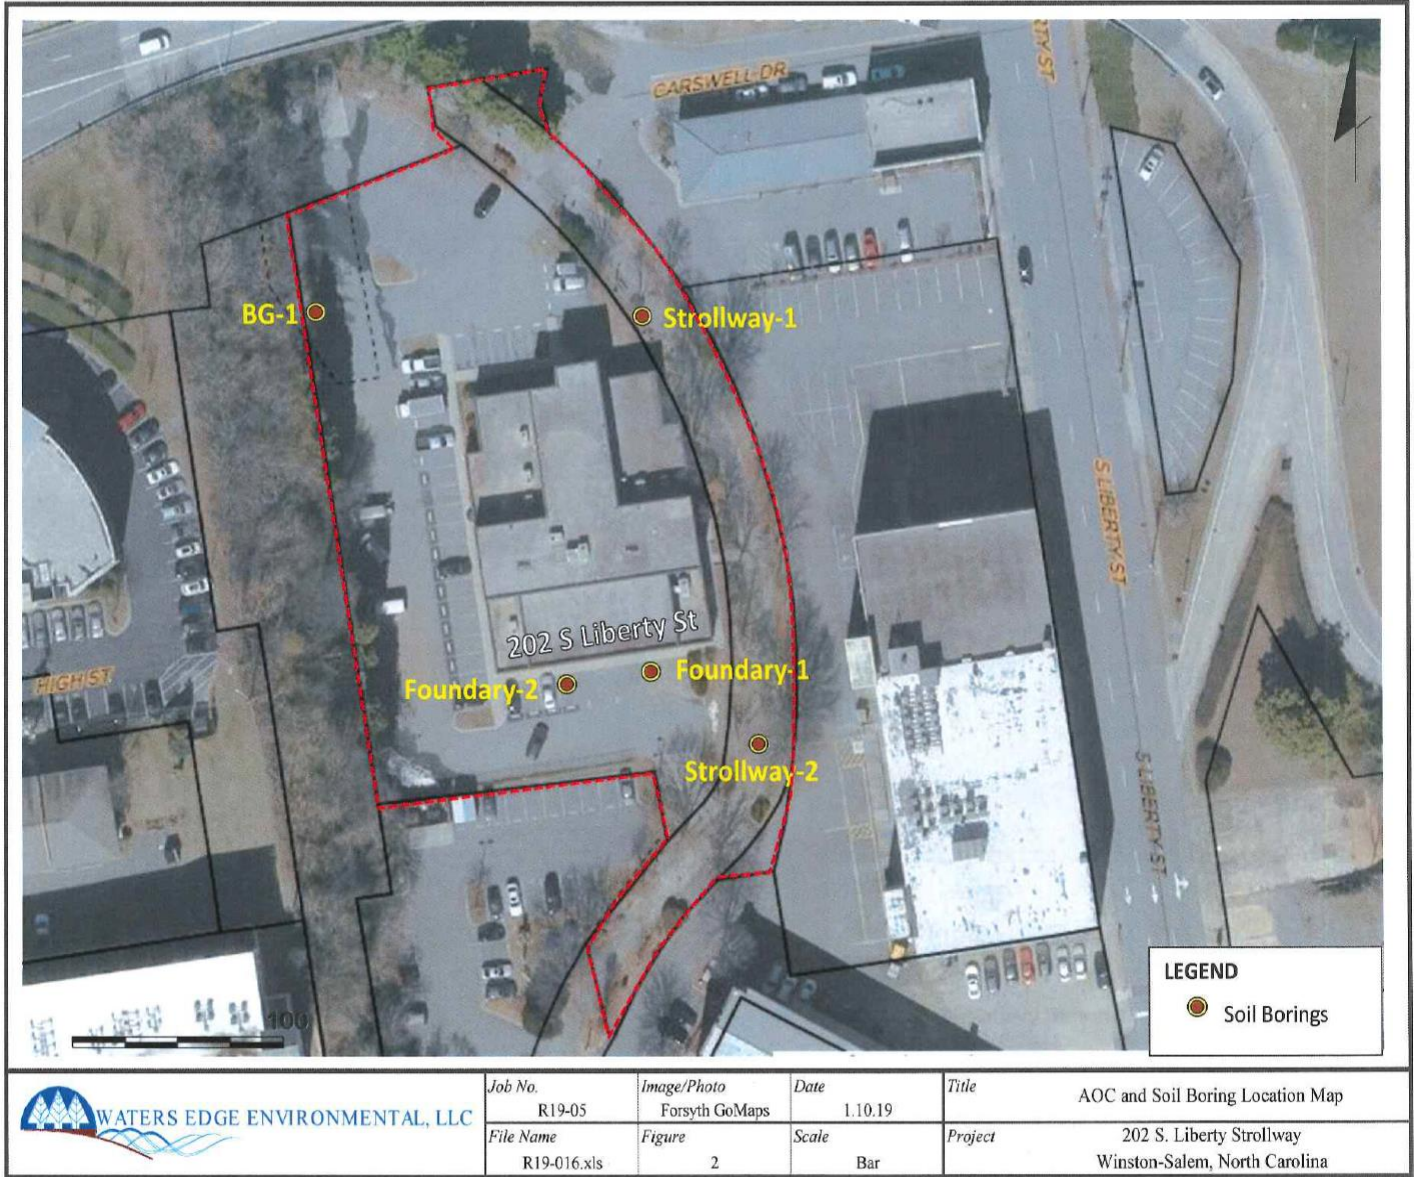 CARSWELL DR
RTY ST
BG-1
Strollway-1
S LIBERTY ST
202 S Liberty St
HIGH ST
Foundary-1
Foundary-2
Strollway-2
S LIBERTY ST
LEGEND
Soil Borings
100
WATERS EDGE ENVIRONMENTAL, LLC
Job No.
R19-05
Image/Photo
Forsyth GoMaps
Date
1.10.19
Title
AOC and Soil Boring Location Map
File Name
R19-016.xls
Figure
2
Scale
Bar
Project
202 S. Liberty Strollway
Winston-Salem, North Carolina